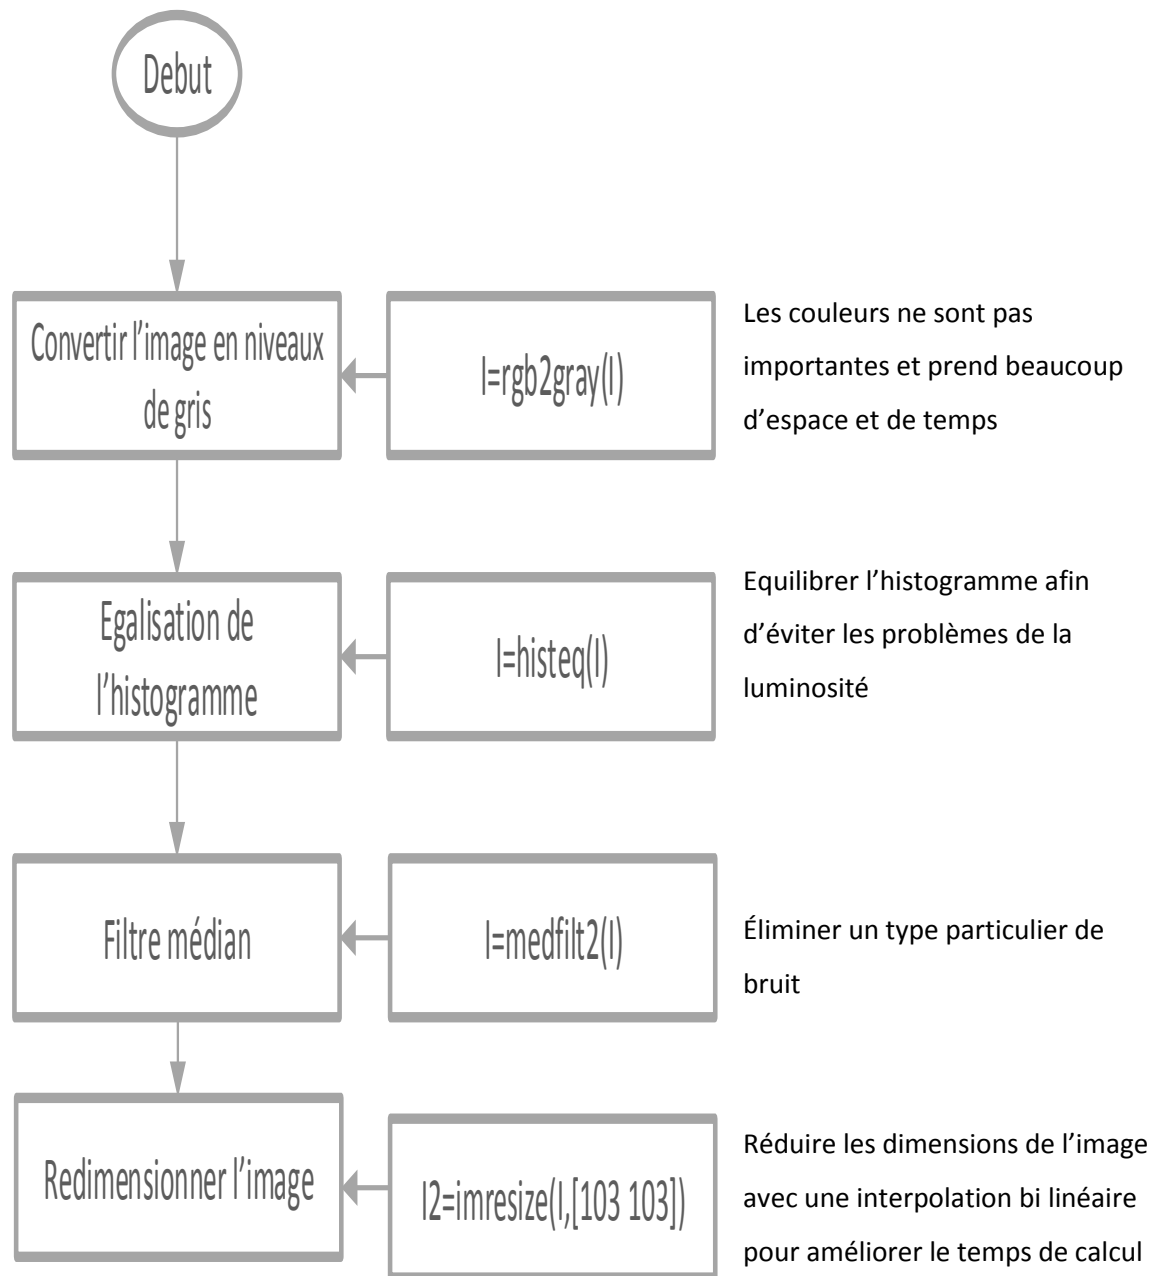 Debut
Convertir l'image en niveaux
de gris
I=rgb2gray(I)
Les couleurs ne sont pas
importantes et prend beaucoup
d'espace et de temps
Egalisation de
l'histogramme
I=histeq(I)
Equilibrer l'histogramme afin
d'éviter les problèmes de la
luminosité
Filtre médian
I=medfilt2(I)
Éliminer un type particulier de
bruit
Redimensionner l'image
I2=imresize(I,[103 103])
Réduire les dimensions de l'image
avec une interpolation bi linéaire
pour améliorer le temps de calcul